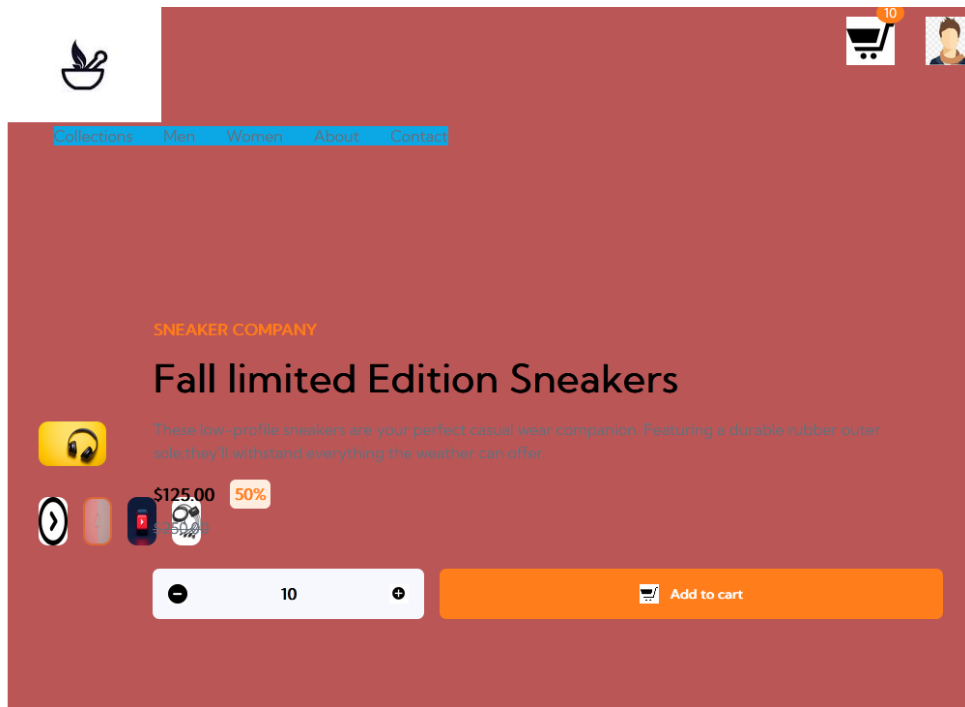 10
Collections Men Women About Contact
SNEAKER COMPANY
Fall limited Edition Sneakers
These low-profile sneakers are your perfect casual wear companion. Featuring a durable rubber outer
sole,they'll withstand everything the weather can offer.
$125.00 50%
$250.00
10 Add to cart